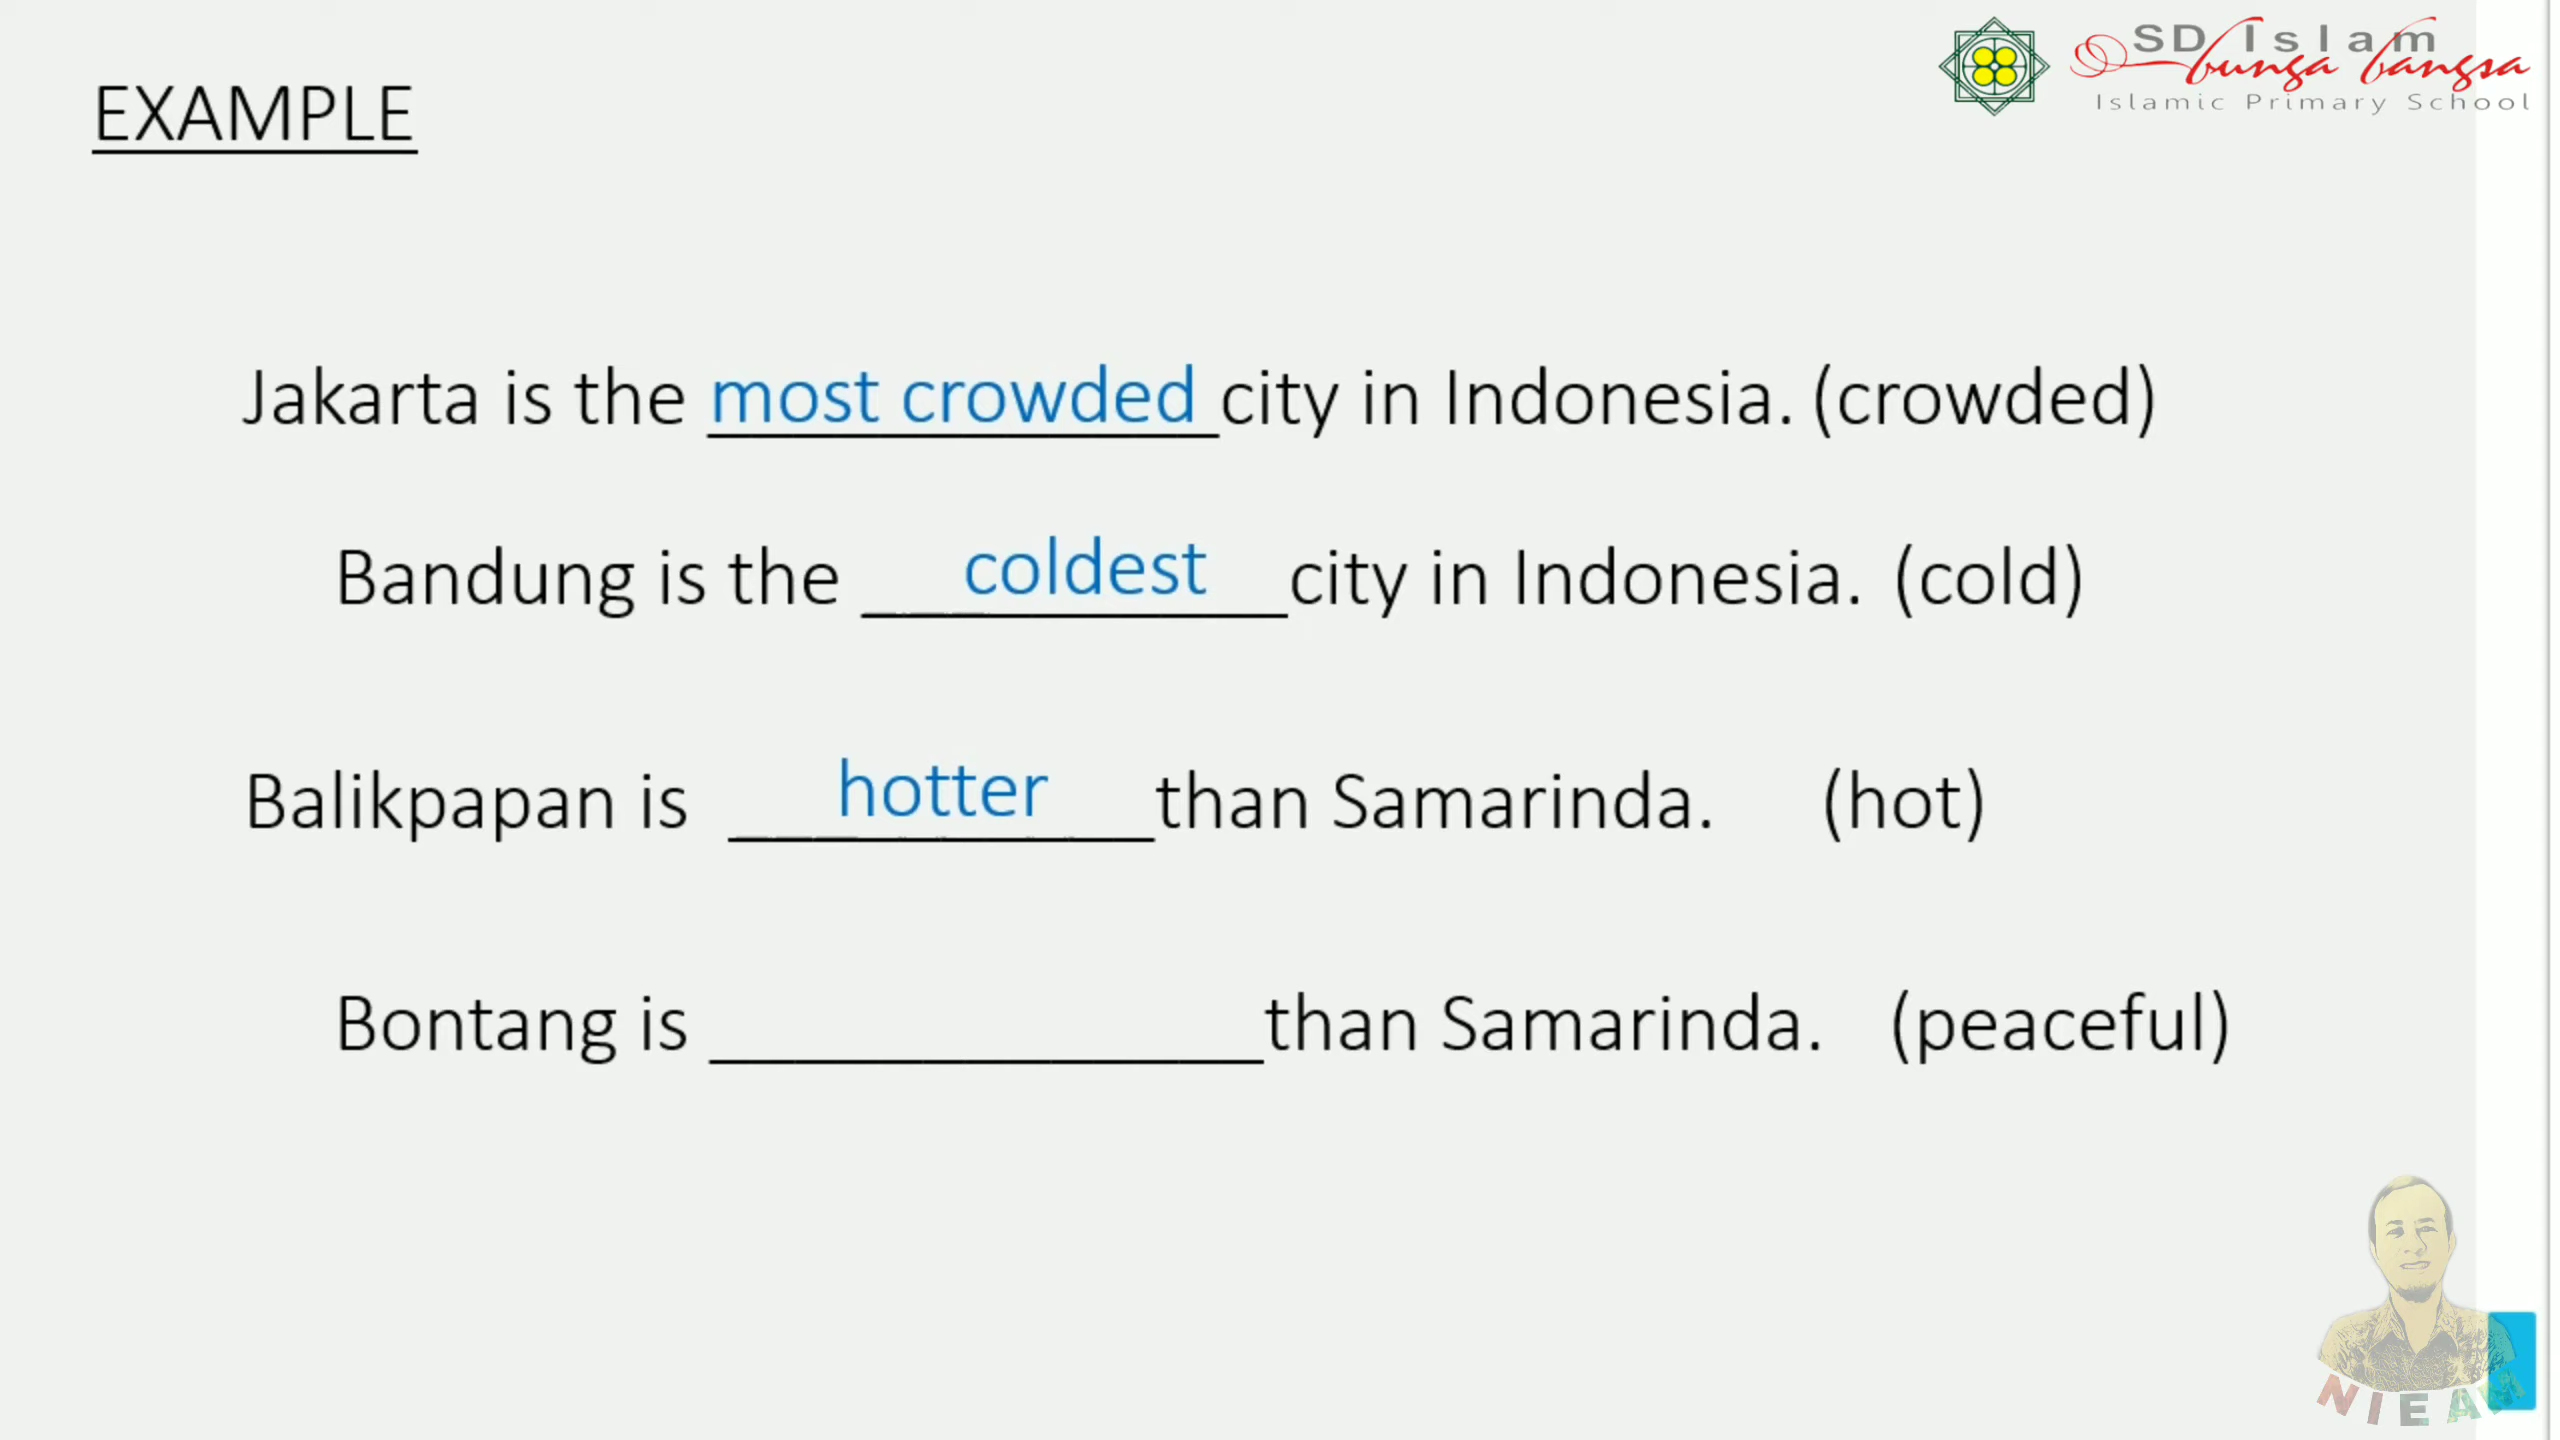 SD Islam
bunga bangsa
Islamic Primary School
EXAMPLE
Jakarta is the most crowded city in Indonesia. (crowded)
Bandung is the coldest city in Indonesia. (cold)
Balikpapan is hotter than Samarinda. (hot)
Bontang is _____________ than Samarinda. (peaceful)